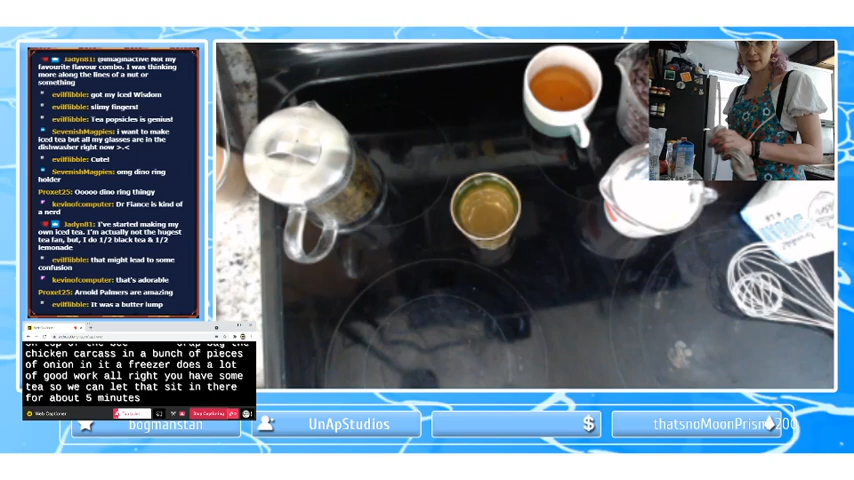 Jadyn81: @imaginactive Not my
favourite flavour combo. I was thinking
more along the lines of a nut or
something
evilflibble: got my iced Wisdom
evilflibble: slimy fingers!
evilflibble: Tea popsicles is genius!
SevenishMagpies: i want to make
iced tea but all my glasses are in the
dishwasher right now >.<
evilflibble: Cute!
SevenishMagpies: omg dino ring
holder
Proxet25: Ooooo dino ring thingy
kevinofcomputer: Dr Fiance is kind of
a nerd
Jadyn81: I've started making my
own iced tea. I'm actually not the hugest
tea fan, but, I do 1/2 black tea & 1/2
lemonade
evilflibble: that might lead to some
confusion
kevinofcomputer: that's adorable
Proxet25: Arnold Palmers are amazing
evilflibble: It was a butter lump
Web Captioner
chicken carcass in a bunch of pieces
of onion in it a freezer does a lot
of good work all right you have some
tea so we can let that sit in there
for about 5 minutes
Web Captioner
Stop Captioning
bogmanstan
UnApStudios
$
thatsnoMoonPrism 200